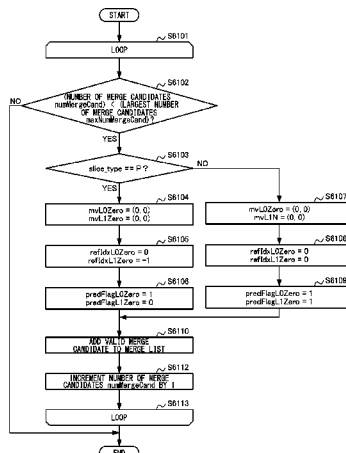 START
S6101
LOOP
S6102
(NUMBER OF MERGE CANDIDATES
numMergeCand) < (LARGEST NUMBER
OF MERGE CANDIDATES
maxNumMergeCand)?
NO
YES
S6103
slice_type == P ?
NO
YES
S6104
mvL0Zero = (0, 0)
mvL1Zero = (0, 0)
S6107
mvL0Zero = (0, 0)
mvL1N = (0, 0)
S6105
refIdxL0Zero = 0
refIdxL1Zero = -1
S6108
refIdxL0Zero = 0
refIdxL1Zero = 0
S6106
predFlagL0Zero = 1
predFlagL1Zero = 0
S6109
predFlagL0Zero = 1
predFlagL1Zero = 1
S6110
ADD VALID MERGE
CANDIDATE TO MERGE LIST
S6112
INCREMENT NUMBER OF MERGE
CANDIDATES numMergeCand BY 1
S6113
LOOP
END